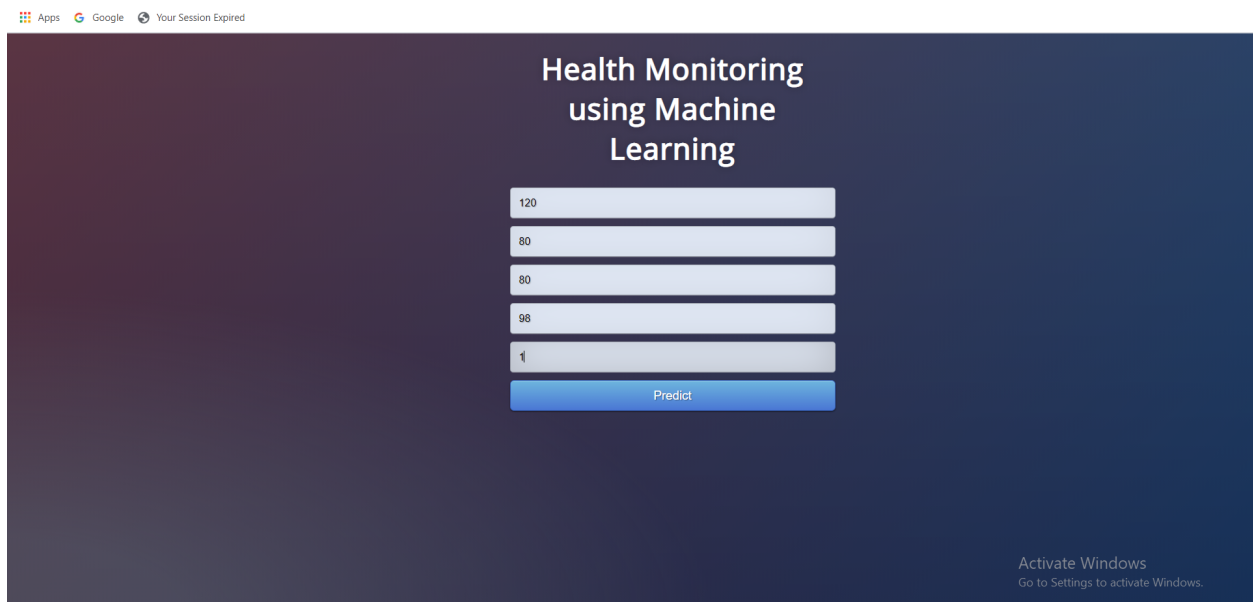 Apps Google Your Session Expired
Health Monitoring
using Machine
Learning
120
80
80
98
1
Predict
Activate Windows
Go to Settings to activate Windows.